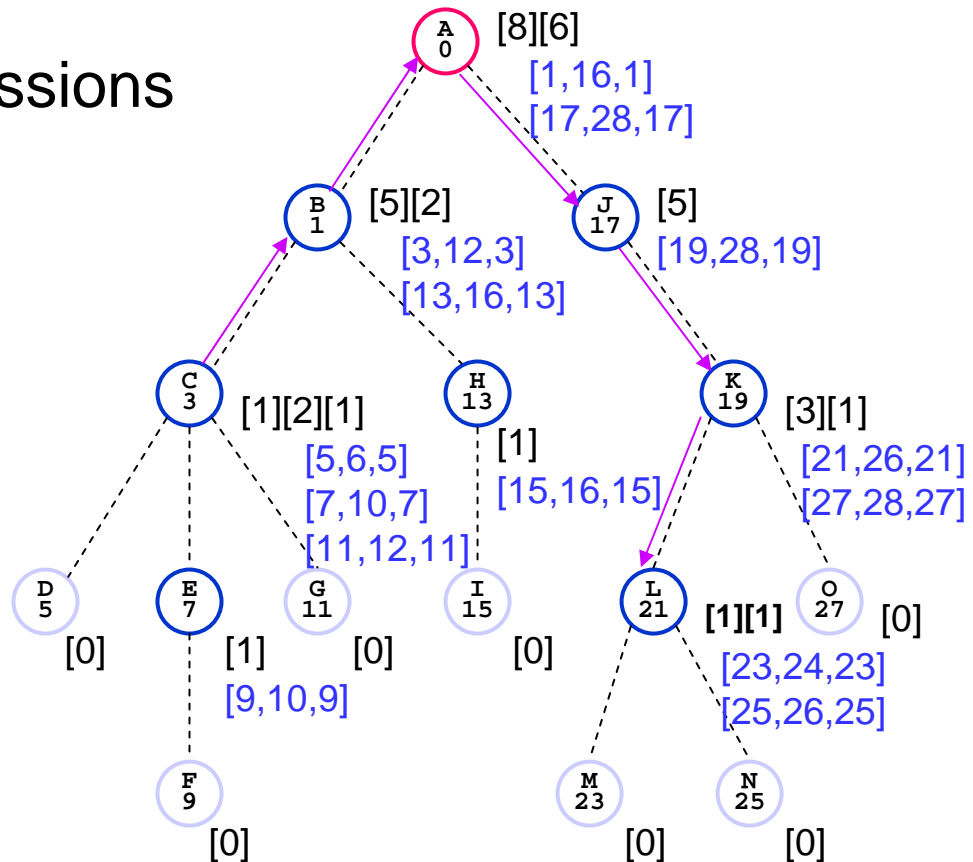 ssions
A
0
[8][6]
[1,16,1]
[17,28,17]
B
1
[5][2]
[3,12,3]
[13,16,13]
J
17
[5]
[19,28,19]
C
3
[1][2][1]
[5,6,5]
[7,10,7]
[11,12,11]
H
13
[1]
[15,16,15]
K
19
[3][1]
[21,26,21]
[27,28,27]
D
5
[0]
E
7
[1]
[9,10,9]
G
11
[0]
I
15
[0]
L
21
[1][1]
[23,24,23]
[25,26,25]
O
27
[0]
F
9
[0]
M
23
[0]
N
25
[0]